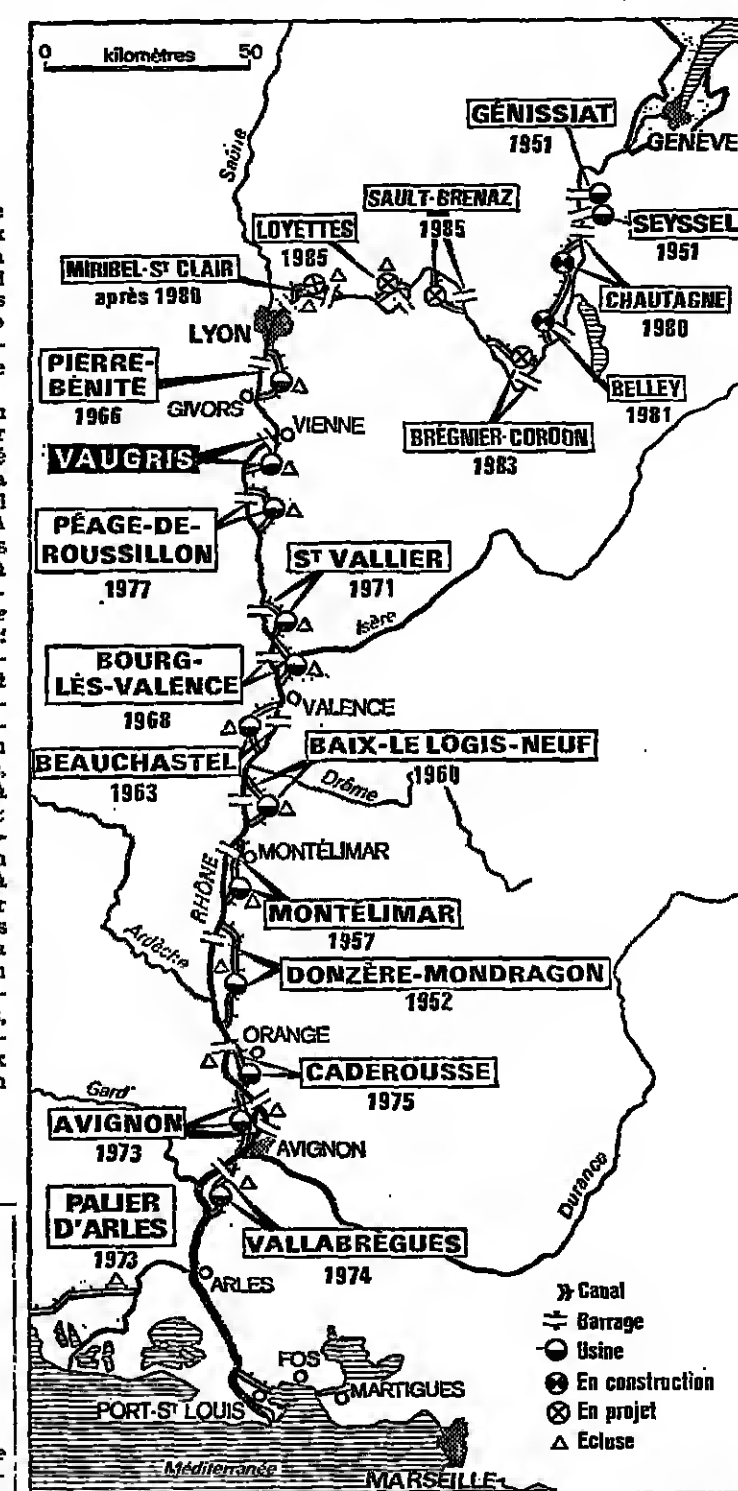 0 kilomètres 50
Saône
GÉNISSIAT
1951
GENÈVE
SAULT-BRENAZ
1985
SEYSSEL
1951
LOYETTES
1985
MIRIBEL-ST CLAIR
après 1980
CHAUTAGNE
1980
LYON
PIERRE-
BÉNITE
1966
GIVORS
BELLEY
1981
VIENNE
BRÉGNIER-CORDON
1983
VAUGRIS
PÉAGE-DE-
ROUSSILLON
1977
ST VALLIER
1971
Isère
BOURG-
LÈS-VALENCE
1968
VALENCE
BEAUCHASTEL
1963
BAIX-LE LOGIS-NEUF
1960
Drôme
MONTÉLIMAR
RHÔNE
MONTÉLIMAR
1957
Ardèche
DONZÈRE-MONDRAGON
1952
ORANGE
CADEROUSSE
1975
Gard
AVIGNON
1973
AVIGNON
Durance
PALIER
D'ARLES
1973
VALLABRÈGUES
1974
ARLES
Canal
Barrage
Usine
En construction
En projet
Ecluse
FOS
MARTIGUES
PORT-ST LOUIS
Méditerranée
MARSEILLE